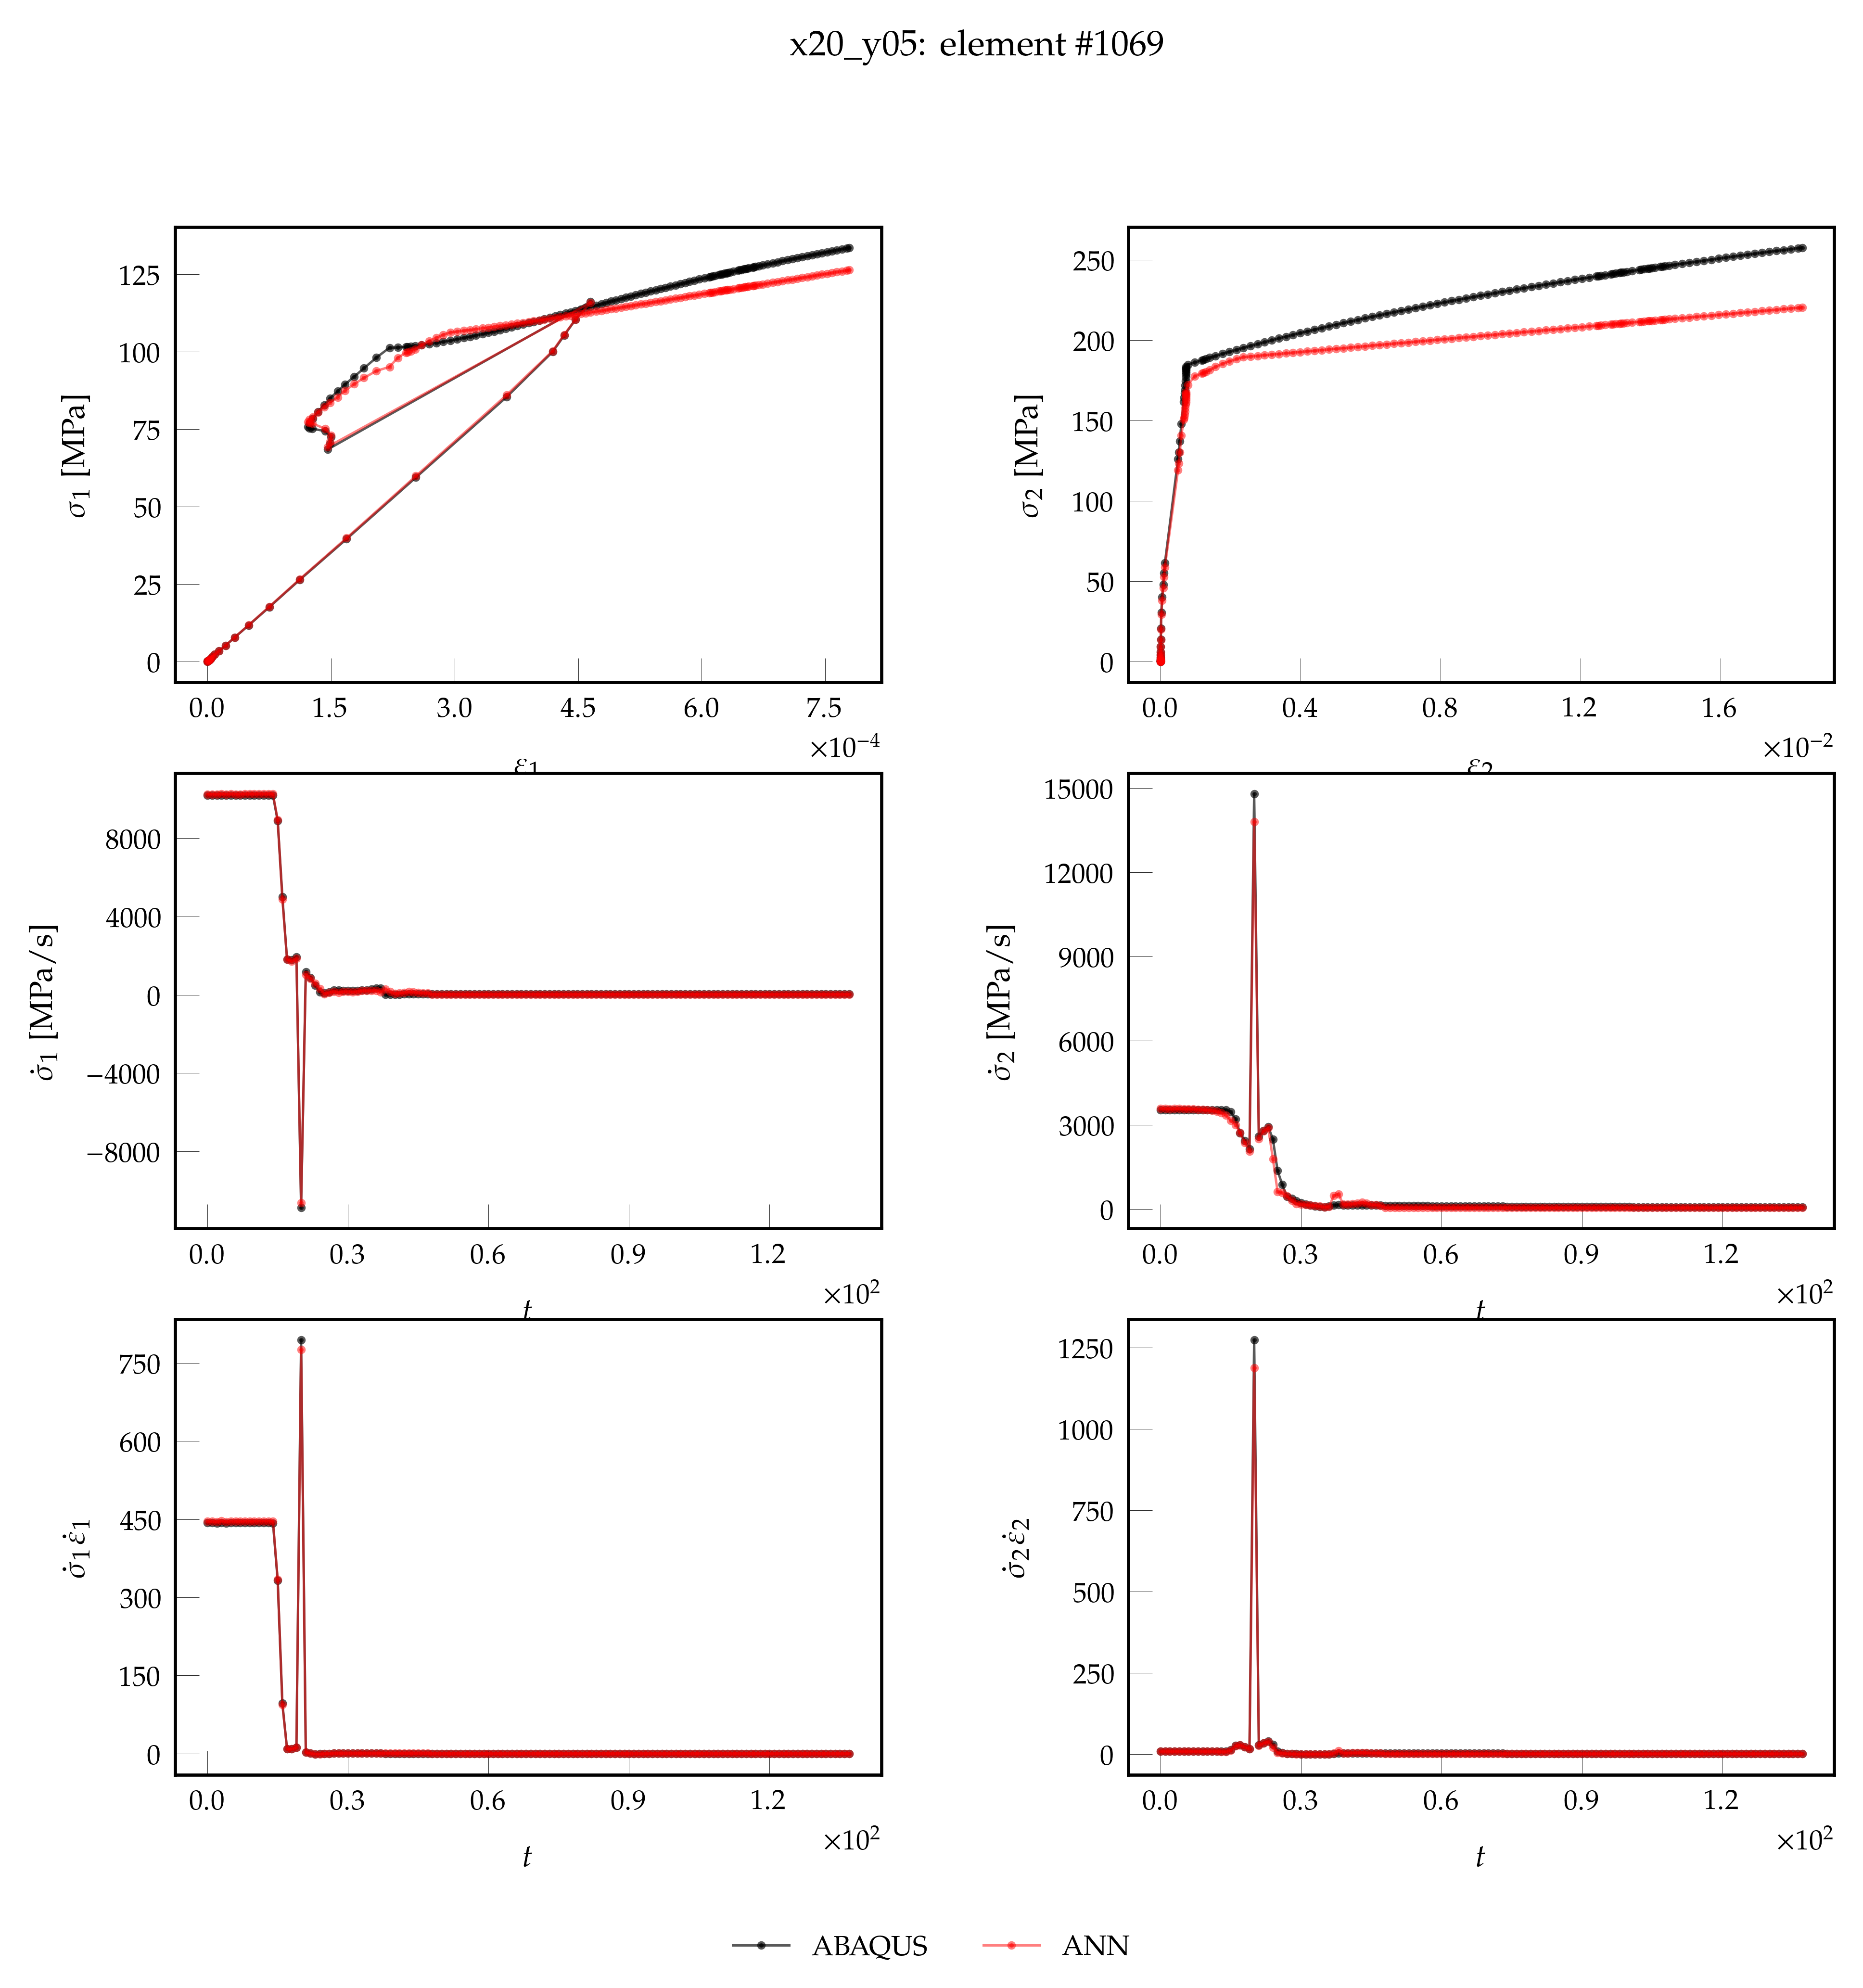 x20_y05: element #1069
σ1 [MPa]
125
100
75
50
25
0
0.0 1.5 3.0 4.5 6.0 7.5
×10−4
ε1
σ2 [MPa]
250
200
150
100
50
0
0.0 0.4 0.8 1.2 1.6
×10−2
ε2
σ̇1 [MPa/s]
8000
4000
0
−4000
−8000
0.0 0.3 0.6 0.9 1.2
×10²
t
σ̇2 [MPa/s]
15000
12000
9000
6000
3000
0
0.0 0.3 0.6 0.9 1.2
×10²
t
σ̇1ε̇1
750
600
450
300
150
0
0.0 0.3 0.6 0.9 1.2
×10²
t
σ̇2ε̇2
1250
1000
750
500
250
0
0.0 0.3 0.6 0.9 1.2
×10²
t
ABAQUS ANN